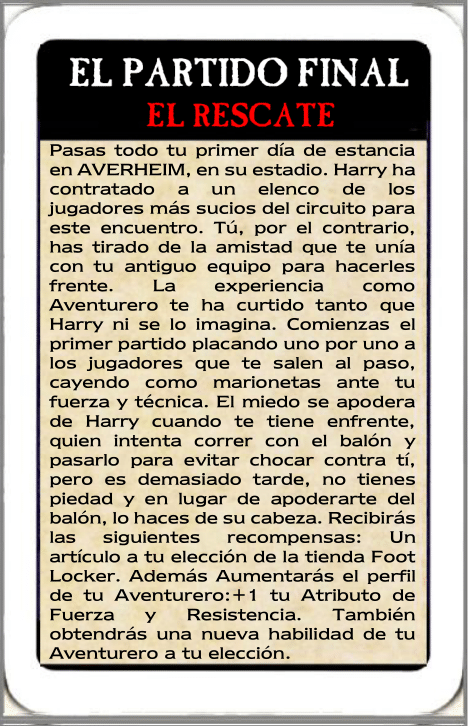 EL PARTIDO FINAL
EL RESCATE
Pasas todo tu primer día de estancia
en AVERHEIM, en su estadio. Harry ha
contratado a un elenco de los
jugadores más sucios del circuito para
este encuentro. Tú, por el contrario,
has tirado de la amistad que te unía
con tu antiguo equipo para hacerles
frente. La experiencia como
Aventurero te ha curtido tanto que
Harry ni se lo imagina. Comienzas el
primer partido placando uno por uno a
los jugadores que te salen al paso,
cayendo como marionetas ante tu
fuerza y técnica. El miedo se apodera
de Harry cuando te tiene enfrente,
quien intenta correr con el balón y
pasarlo para evitar chocar contra tí,
pero es demasiado tarde, no tienes
piedad y en lugar de apoderarte del
balón, lo haces de su cabeza. Recibirás
las siguientes recompensas: Un
artículo a tu elección de la tienda Foot
Locker. Además Aumentarás el perfil
de tu Aventurero:+1 tu Atributo de
Fuerza y Resistencia. También
obtendrás una nueva habilidad de tu
Aventurero a tu elección.